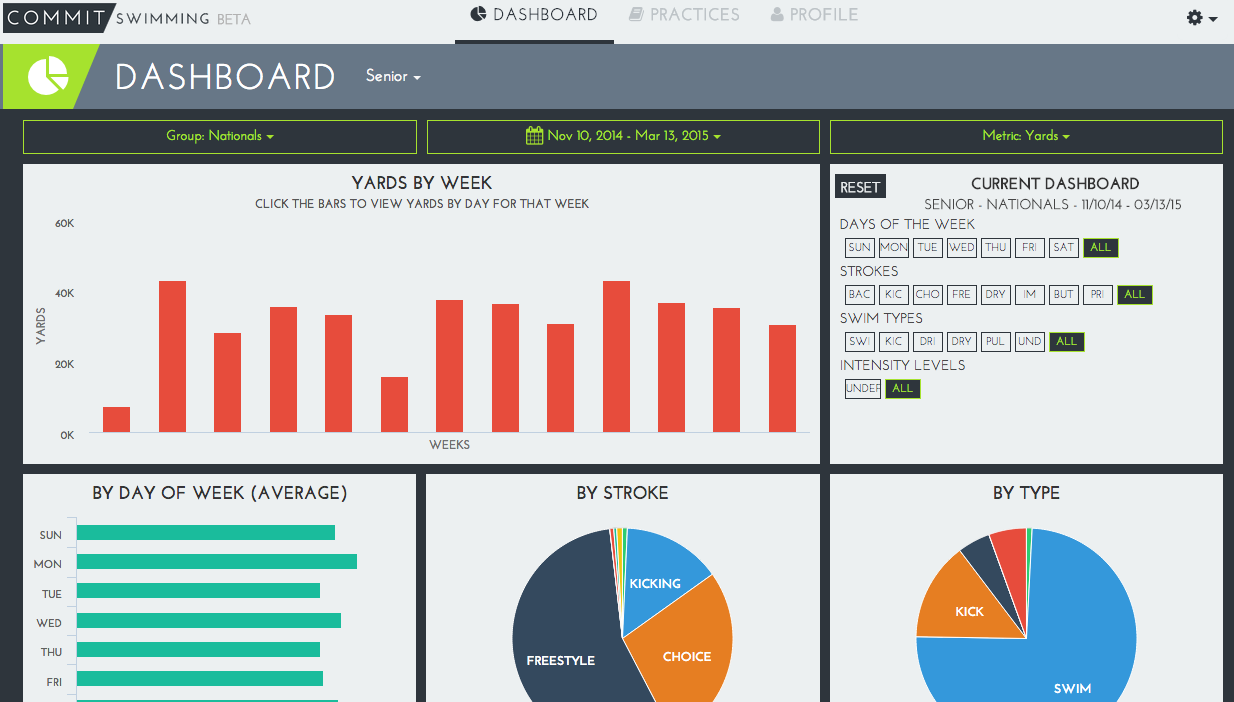 COMMIT SWIMMING BETA
DASHBOARD PRACTICES PROFILE
DASHBOARD Senior
Group: Nationals
Nov 10, 2014 - Mar 13, 2015
Metric: Yards
YARDS BY WEEK
CLICK THE BARS TO VIEW YARDS BY DAY FOR THAT WEEK
60K
40K
20K
0K
YARDS
WEEKS
RESET
CURRENT DASHBOARD
SENIOR - NATIONALS - 11/10/14 - 03/13/15
DAYS OF THE WEEK
SUN MON TUE WED THU FRI SAT ALL
STROKES
BAC KIC CHO FRE DRY IM BUT PRI ALL
SWIM TYPES
SWI KIC DRI DRY PUL UND ALL
INTENSITY LEVELS
UNDEF ALL
BY DAY OF WEEK (AVERAGE)
SUN
MON
TUE
WED
THU
FRI
BY STROKE
KICKING
CHOICE
FREESTYLE
BY TYPE
KICK
SWIM